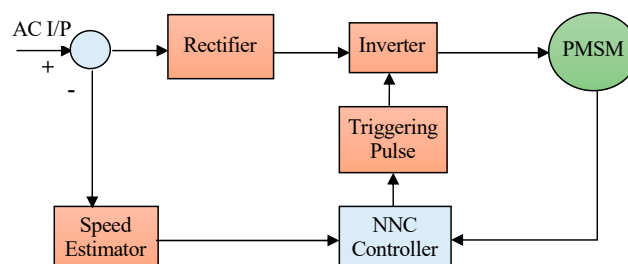 AC I/P
+
-
Rectifier
Inverter
PMSM
Triggering
Pulse
Speed
Estimator
NNC
Controller